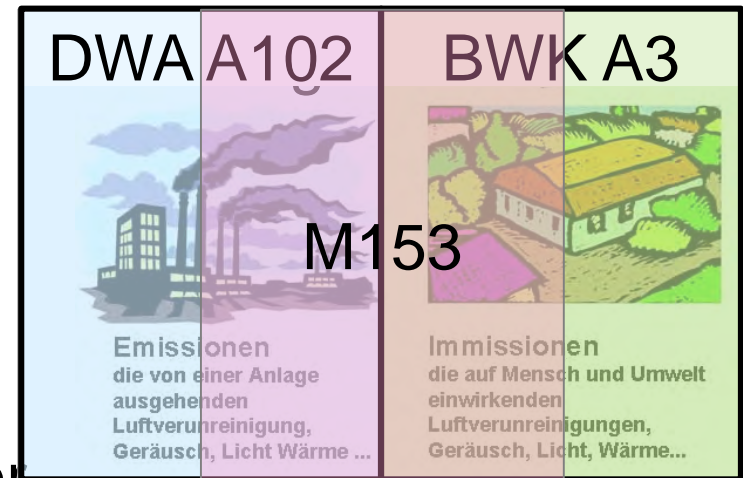 DWA A102
BWK A3
M153
Emissionen
die von einer Anlage
ausgehenden
Luftverunreinigung,
Geräusch, Licht Wärme ...
Immissionen
die auf Mensch und Umwelt
einwirkenden
Luftverunreinigungen,
Geräusch, Licht, Wärme...